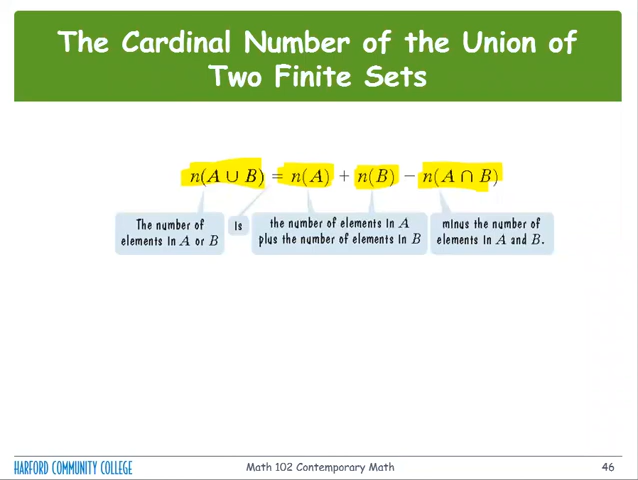 The Cardinal Number of the Union of
Two Finite Sets
n(A ∪ B) = n(A) + n(B) − n(A ∩ B)
The number of
elements in A or B
is
the number of elements in A
plus the number of elements in B
minus the number of
elements in A and B.
HARFORD COMMUNITY COLLEGE
Math 102 Contemporary Math
46